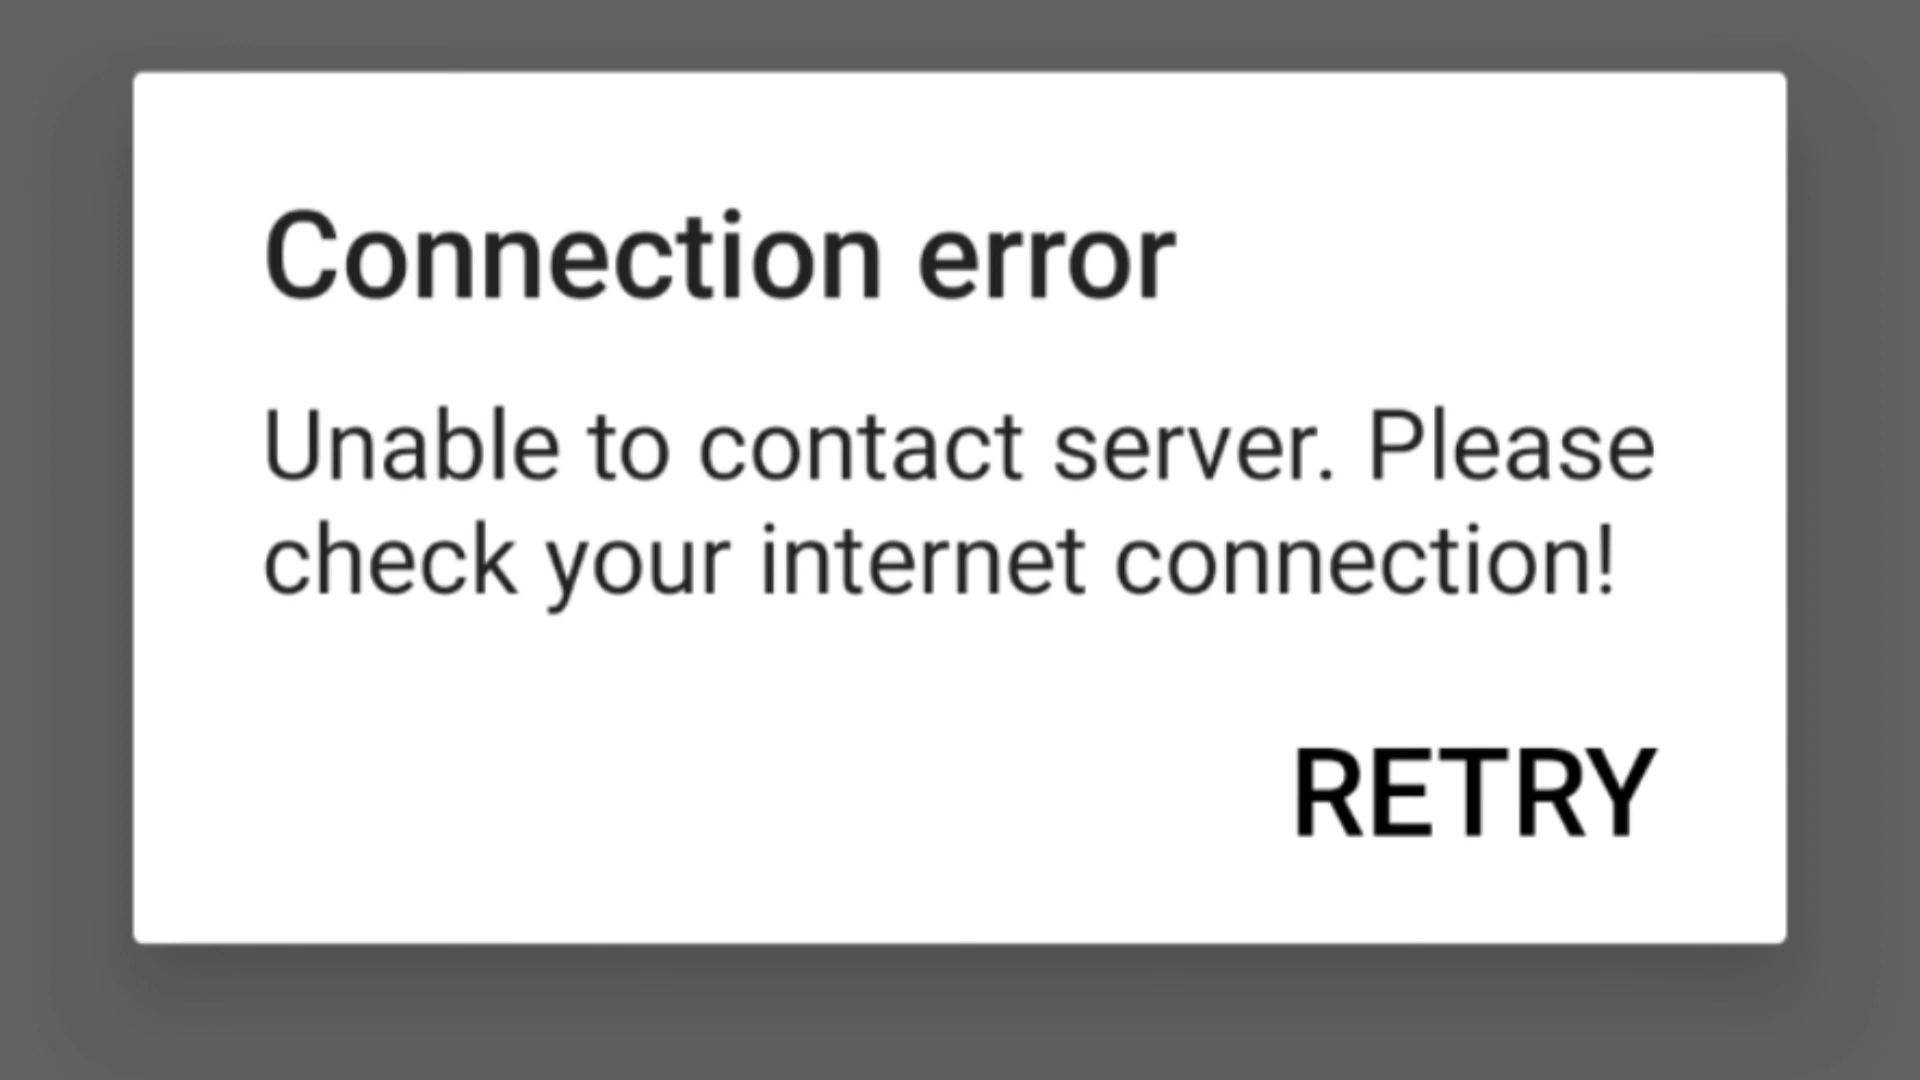 Connection error
Unable to contact server. Please
check your internet connection!
RETRY